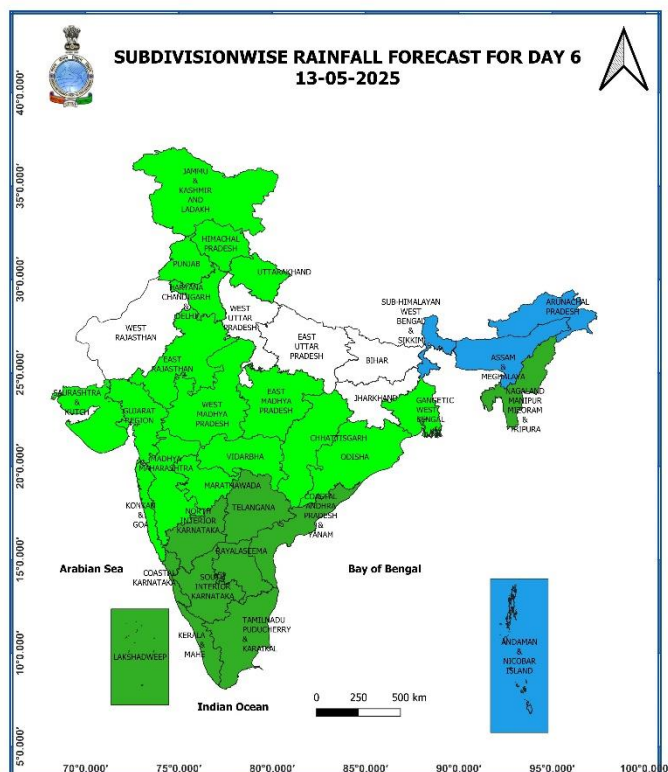 SUBDIVISIONWISE RAINFALL FORECAST FOR DAY 6
13-05-2025
40°0.000'
35°0.000'
30°0.000'
25°0.000'
20°0.000'
15°0.000'
10°0.000'
5°0.000'
JAMMU
&
KASHMIR
AND
LADAKH
HIMACHAL
PRADESH
PUNJAB
UTTARAKHAND
HARYANA
CHANDIGARH
&
DELHI
WEST
RAJASTHAN
WEST
UTTAR
PRADESH
EAST
UTTAR
PRADESH
SUB-HIMALAYAN
WEST
BENGAL
&
SIKKIM
ARUNACHAL
PRADESH
EAST
RAJASTHAN
BIHAR
ASSAM
&
MEGHALAYA
NAGALAND
MANIPUR
MIZORAM
&
TRIPURA
SAURASHTRA
&
KUTCH
GUJARAT
REGION
WEST
MADHYA
PRADESH
EAST
MADHYA
PRADESH
JHARKHAND
GANGETIC
WEST
BENGAL
CHHATTISGARH
ODISHA
MADHYA
MAHARASHTRA
VIDARBHA
MARATHAWADA
KONKAN
&
GOA
NORTH
INTERIOR
KARNATAKA
TELANGANA
COASTAL
ANDHRA
PRADESH
&
YANAM
RAYALASEEMA
Arabian Sea
Bay of Bengal
COASTAL
KARNATAKA
SOUTH
INTERIOR
KARNATAKA
LAKSHADWEEP
KERALA
&
MAHE
TAMILNADU
PUDUCHERRY
&
KARAIKAL
ANDAMAN
&
NICOBAR
ISLAND
Indian Ocean
0 250 500 km
70°0.000' 75°0.000' 80°0.000' 85°0.000' 90°0.000' 95°0.000' 100°0.000'